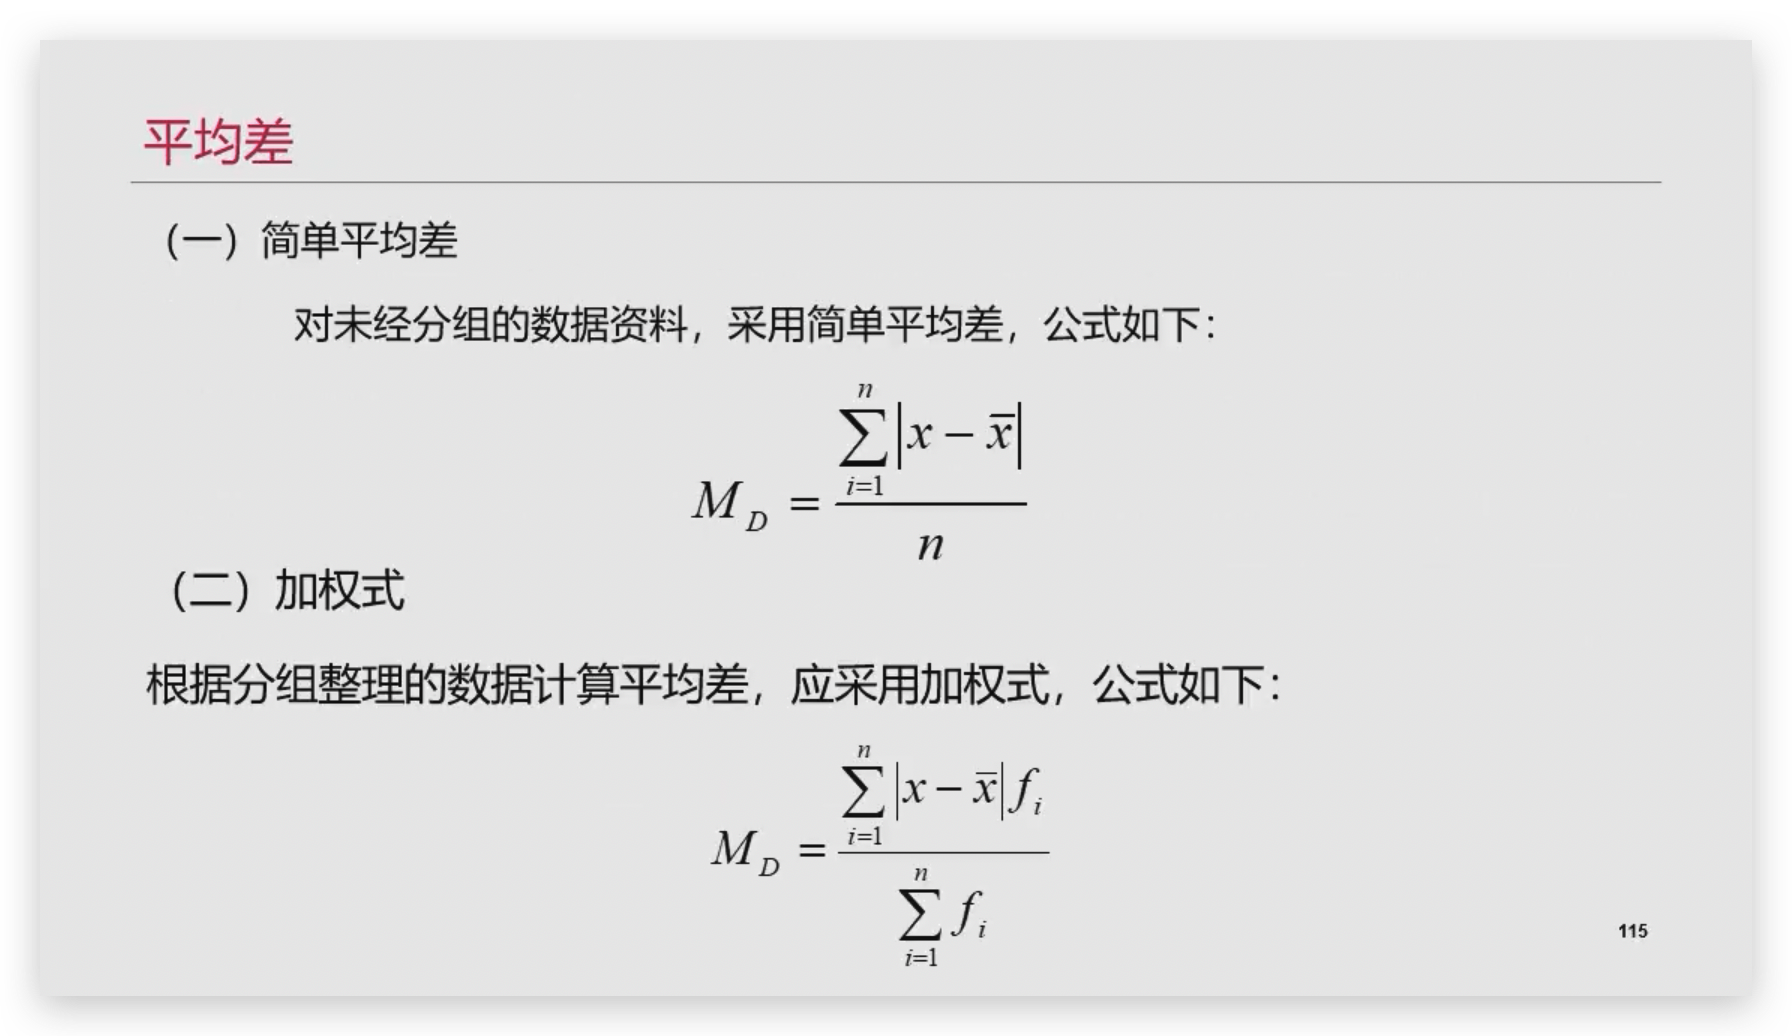 平均差
（一）简单平均差
对未经分组的数据资料，采用简单平均差，公式如下：
$M_D = \frac{\sum_{i=1}^{n}|x-\overline{x}|}{n}$
（二）加权式
根据分组整理的数据计算平均差，应采用加权式，公式如下：
$M_D = \frac{\sum_{i=1}^{n}|x-\overline{x}|f_i}{\sum_{i=1}^{n}f_i}$
115